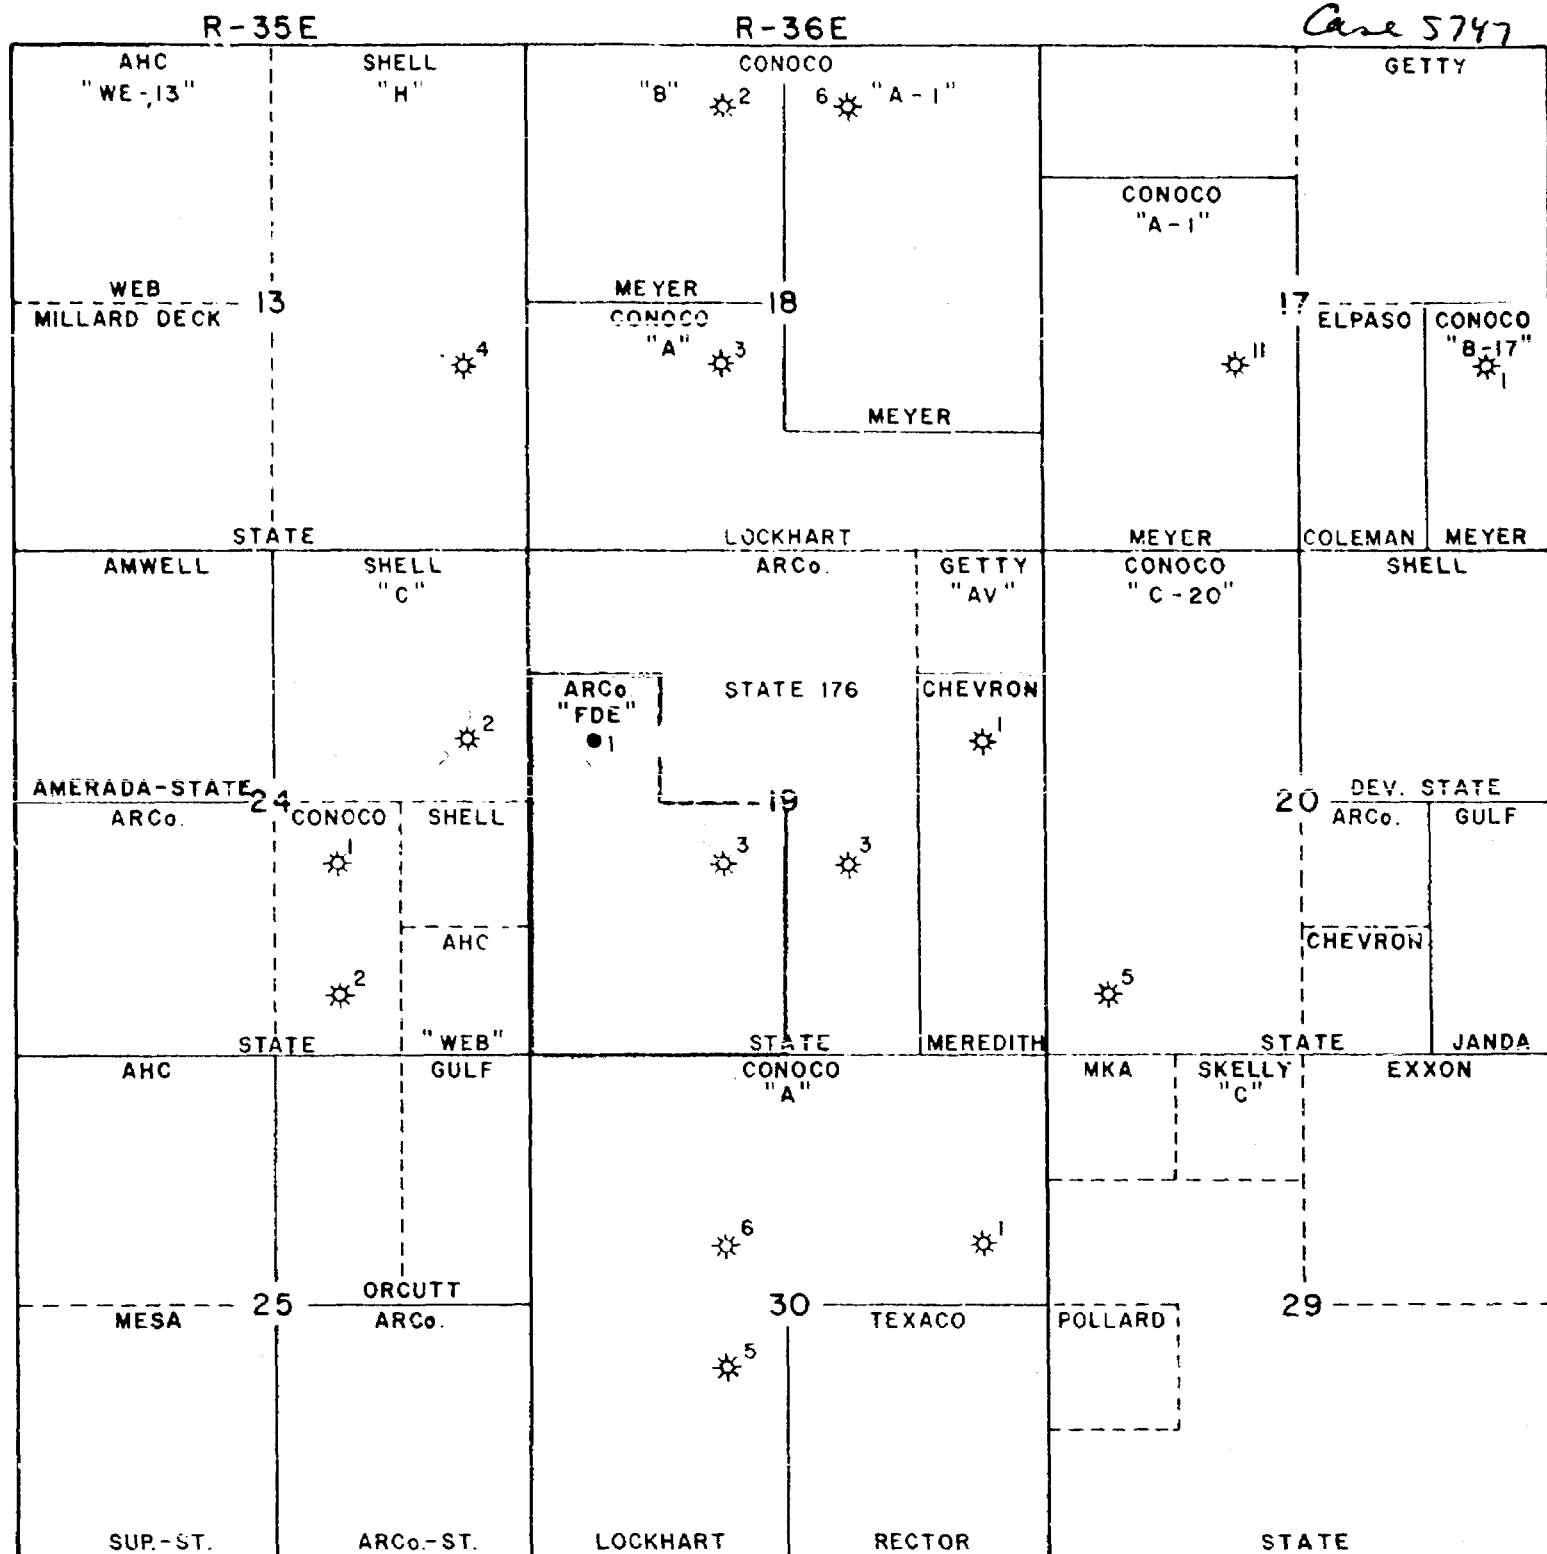 Case 5747
R-35E
R-36E
AHC
"WE-13"
SHELL
"H"
CONOCO
"B"
2
6
"A-1"
GETTY
CONOCO
"A-1"
WEB
13
MILLARD DECK
MEYER
18
CONOCO
"A"
3
4
MEYER
17
11
ELPASO
CONOCO
"B-17"
1
STATE
LOCKHART
MEYER
COLEMAN
MEYER
AMWELL
SHELL
"C"
ARCo.
GETTY
"AV"
CONOCO
"C-20"
SHELL
ARCo
"FDE"
1
STATE 176
CHEVRON
1
2
AMERADA-STATE
24
ARCo.
CONOCO
1
SHELL
19
3
3
20
DEV. STATE
ARCo.
GULF
AHC
CHEVRON
2
5
STATE
"WEB"
STATE
MEREDITH
STATE
JANDA
AHC
GULF
CONOCO
"A"
MKA
SKELLY
"C"
EXXON
6
1
ORCUTT
25
MESA
ARCo.
30
TEXACO
POLLARD
29
5
SUP.-ST.
ARCo.-ST.
LOCKHART
RECTOR
STATE